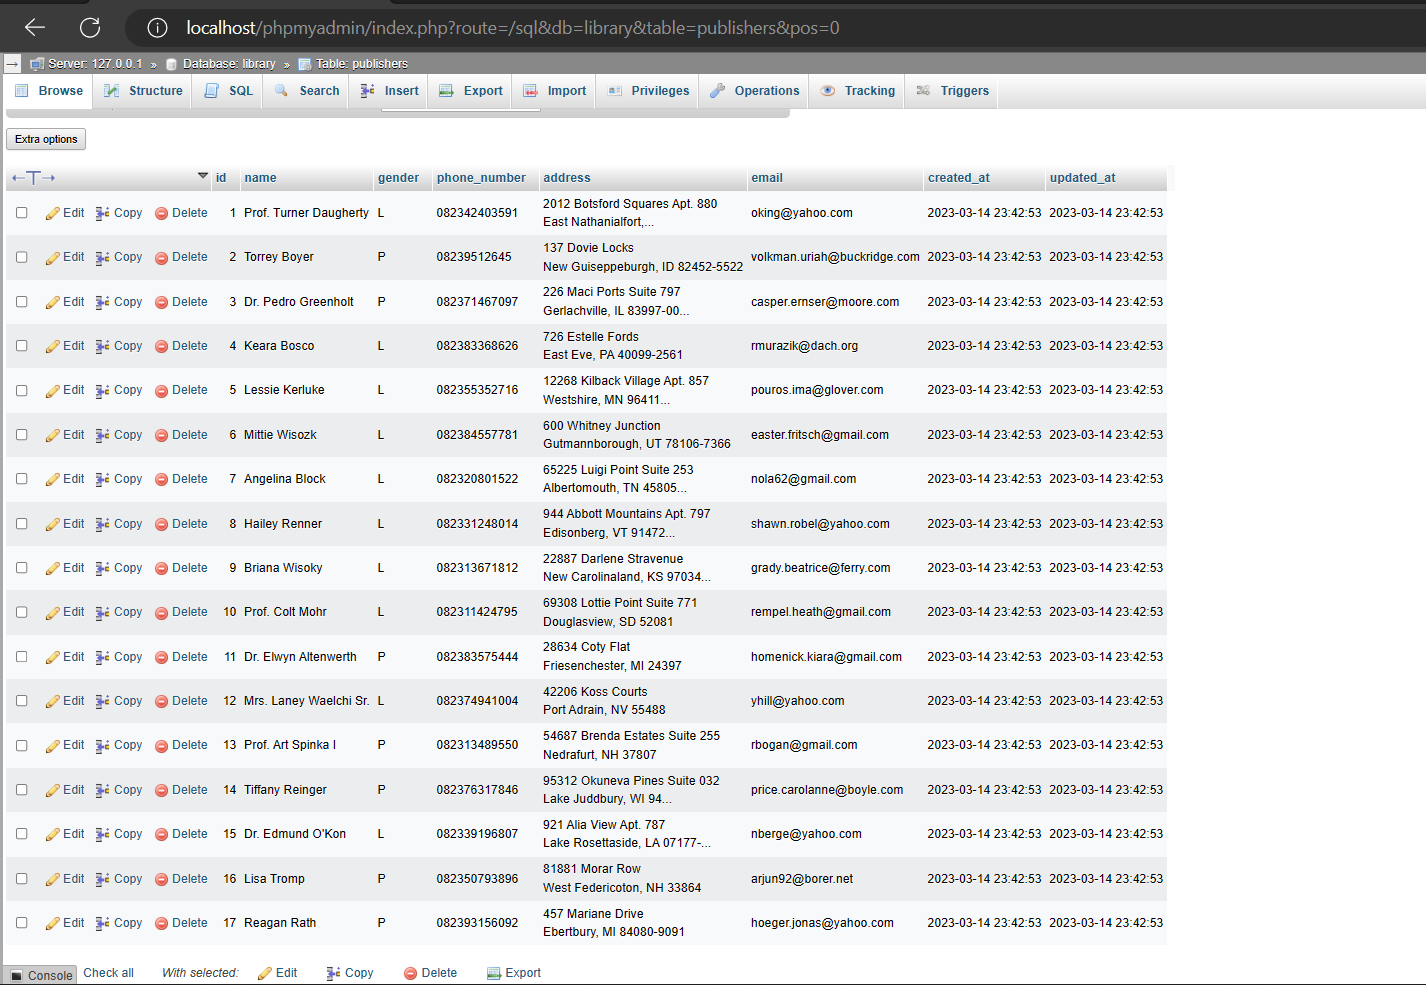 localhost/phpmyadmin/index.php?route=/sql&db=library&table=publishers&pos=0
Server: 127.0.0.1 » Database: library » Table: publishers
Browse Structure SQL Search Insert Export Import Privileges Operations Tracking Triggers
Extra options
←T→ id name gender phone_number address email created_at updated_at
Edit Copy Delete 1 Prof. Turner Daugherty L 082342403591 2012 Botsford Squares Apt. 880 oking@yahoo.com 2023-03-14 23:42:53 2023-03-14 23:42:53
East Nathanialfort,...
Edit Copy Delete 2 Torrey Boyer P 08239512645 137 Dovie Locks volkman.uriah@buckridge.com 2023-03-14 23:42:53 2023-03-14 23:42:53
New Guiseppeburgh, ID 82452-5522
Edit Copy Delete 3 Dr. Pedro Greenholt P 082371467097 226 Maci Ports Suite 797 casper.ernser@moore.com 2023-03-14 23:42:53 2023-03-14 23:42:53
Gerlachville, IL 83997-00...
Edit Copy Delete 4 Keara Bosco L 082383368626 726 Estelle Fords rmurazik@dach.org 2023-03-14 23:42:53 2023-03-14 23:42:53
East Eve, PA 40099-2561
Edit Copy Delete 5 Lessie Kerluke L 082355352716 12268 Kilback Village Apt. 857 pouros.ima@glover.com 2023-03-14 23:42:53 2023-03-14 23:42:53
Westshire, MN 96411...
Edit Copy Delete 6 Mittie Wisozk L 082384557781 600 Whitney Junction easter.fritsch@gmail.com 2023-03-14 23:42:53 2023-03-14 23:42:53
Gutmannborough, UT 78106-7366
Edit Copy Delete 7 Angelina Block L 082320801522 65225 Luigi Point Suite 253 nola62@gmail.com 2023-03-14 23:42:53 2023-03-14 23:42:53
Albertomouth, TN 45805...
Edit Copy Delete 8 Hailey Renner L 082331248014 944 Abbott Mountains Apt. 797 shawn.robel@yahoo.com 2023-03-14 23:42:53 2023-03-14 23:42:53
Edisonberg, VT 91472...
Edit Copy Delete 9 Briana Wisoky L 082313671812 22887 Darlene Stravenue grady.beatrice@ferry.com 2023-03-14 23:42:53 2023-03-14 23:42:53
New Carolinaland, KS 97034...
Edit Copy Delete 10 Prof. Colt Mohr L 082311424795 69308 Lottie Point Suite 771 rempel.heath@gmail.com 2023-03-14 23:42:53 2023-03-14 23:42:53
Douglasview, SD 52081
Edit Copy Delete 11 Dr. Elwyn Altenwerth P 082383575444 28634 Coty Flat homenick.kiara@gmail.com 2023-03-14 23:42:53 2023-03-14 23:42:53
Friesenchester, MI 24397
Edit Copy Delete 12 Mrs. Laney Waelchi Sr. L 082374941004 42206 Koss Courts yhill@yahoo.com 2023-03-14 23:42:53 2023-03-14 23:42:53
Port Adrain, NV 55488
Edit Copy Delete 13 Prof. Art Spinka I P 082313489550 54687 Brenda Estates Suite 255 rbogan@gmail.com 2023-03-14 23:42:53 2023-03-14 23:42:53
Nedrafurt, NH 37807
Edit Copy Delete 14 Tiffany Reinger P 082376317846 95312 Okuneva Pines Suite 032 price.carolanne@boyle.com 2023-03-14 23:42:53 2023-03-14 23:42:53
Lake Juddbury, WI 94...
Edit Copy Delete 15 Dr. Edmund O'Kon L 082339196807 921 Alia View Apt. 787 nberge@yahoo.com 2023-03-14 23:42:53 2023-03-14 23:42:53
Lake Rosettaside, LA 07177-...
Edit Copy Delete 16 Lisa Tromp P 082350793896 81881 Morar Row arjun92@borer.net 2023-03-14 23:42:53 2023-03-14 23:42:53
West Federicoton, NH 33864
Edit Copy Delete 17 Reagan Rath P 082393156092 457 Mariane Drive hoeger.jonas@yahoo.com 2023-03-14 23:42:53 2023-03-14 23:42:53
Ebertbury, MI 84080-9091
Console Check all With selected: Edit Copy Delete Export